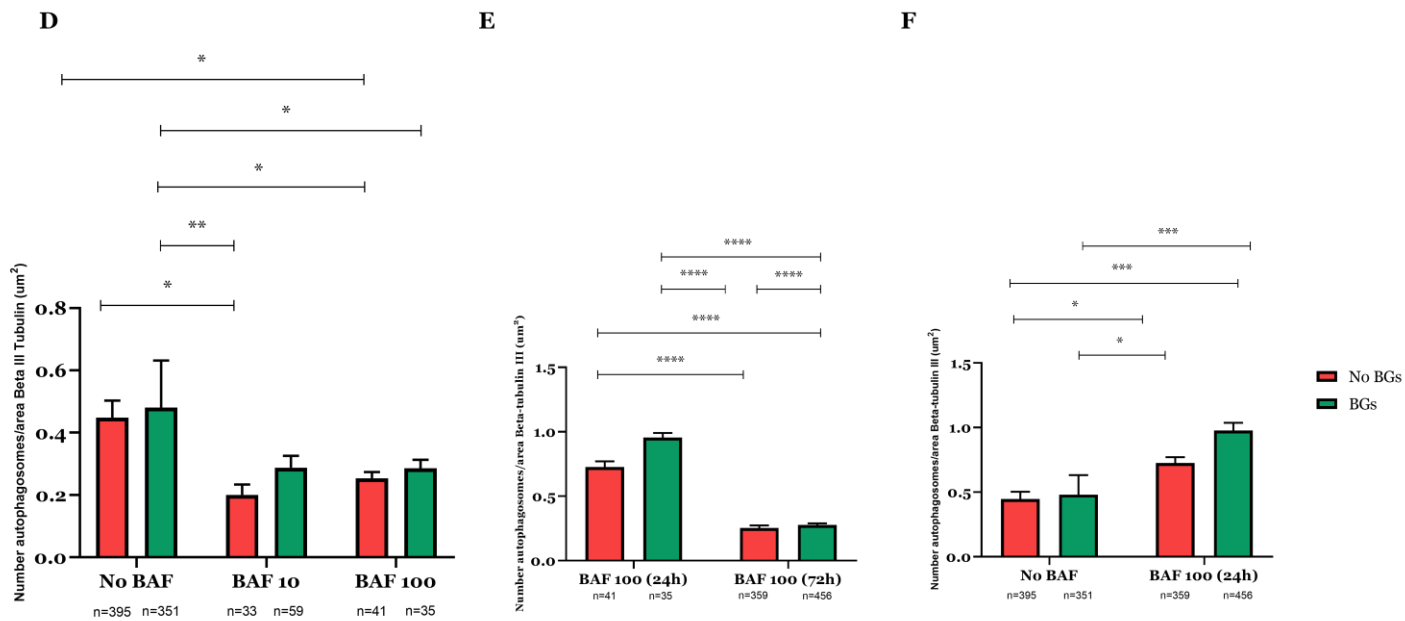 D
*
*
*
**
*
Number autophagosomes/area Beta III Tubulin (um²)
0.8
0.6
0.4
0.2
0.0
No BAF
BAF 10
BAF 100
n=395
n=351
n=33
n=59
n=41
n=35
E
****
****
****
****
****
Number autophagosomes/area Beta-tubulin III (um²)
1.5
1.0
0.5
0.0
BAF 100 (24h)
BAF 100 (72h)
n=41
n=35
n=359
n=456
F
***
***
*
*
Number autophagosomes/area Beta-tubulin III (um²)
1.5
1.0
0.5
0.0
No BAF
BAF 100 (24h)
n=395
n=351
n=359
n=456
No BGs
BGs